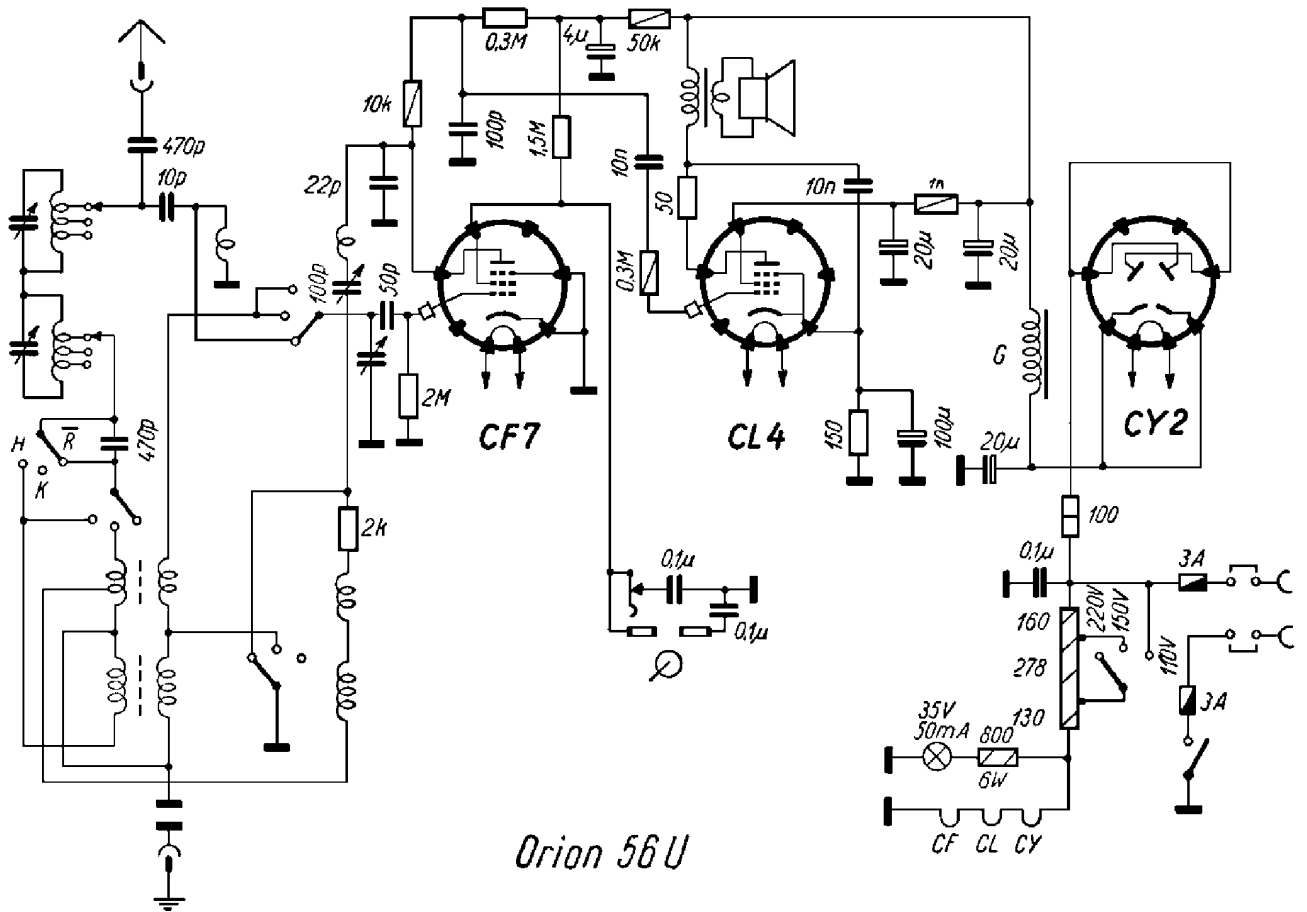 0,3M
4µ
50k
10k
100p
1,5M
470p
10p
22p
10n
50
10n
1n
20µ
20µ
100p
50p
0,3M
G
2M
CF7
CL4
CY2
H
R
K
470p
150
100µ
20µ
2k
100
0,1µ
0,1µ
0,1µ
3A
160
220V
150V
110V
278
3A
130
35V
50mA
800
6W
CF CL CY
Orion 56 U